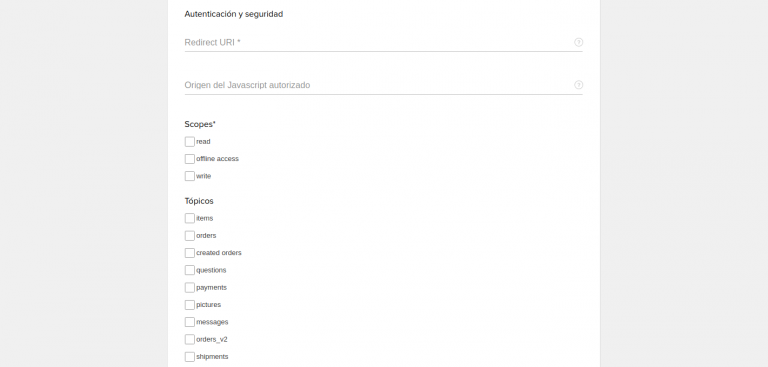 Autenticación y seguridad
Redirect URI *
?
Origen del Javascript autorizado
?
Scopes*
read
offline access
write
Tópicos
items
orders
created orders
questions
payments
pictures
messages
orders_v2
shipments